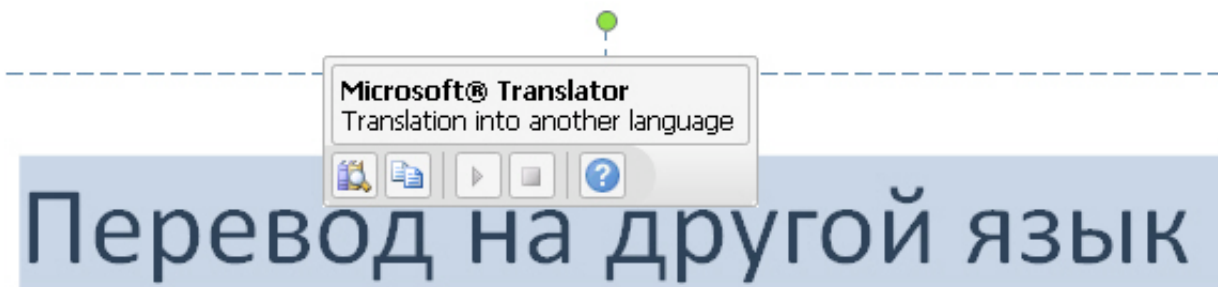 Microsoft® Translator
Translation into another language
Перевод на другой язык